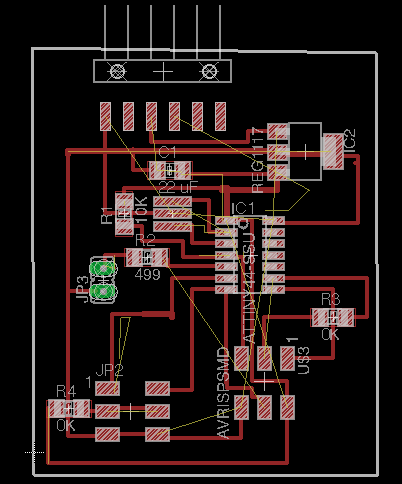 IC2
REG1117
C1
22 uF
R1
10K
IC1
ATTINY44-SSU
R2
499
JP3
R3
0K
1
U$3
AVRISPSMD
JP2
1
R4
0K